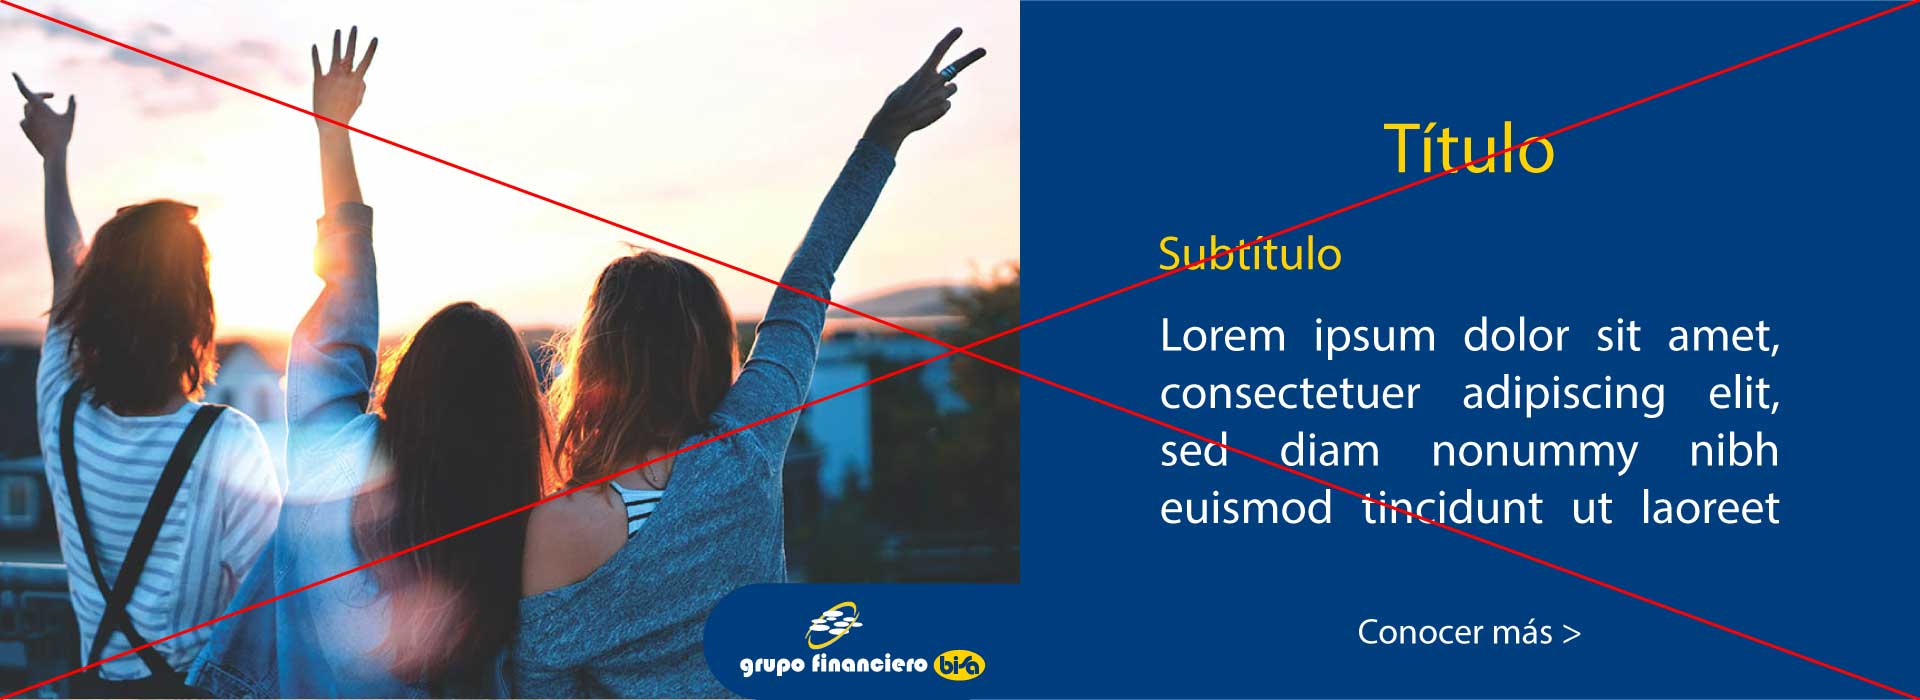 Título
Subtítulo
Lorem ipsum dolor sit amet,
consectetuer adipiscing elit,
sed diam nonummy nibh
euismod tincidunt ut laoreet
Conocer más >
grupo financiero bisa